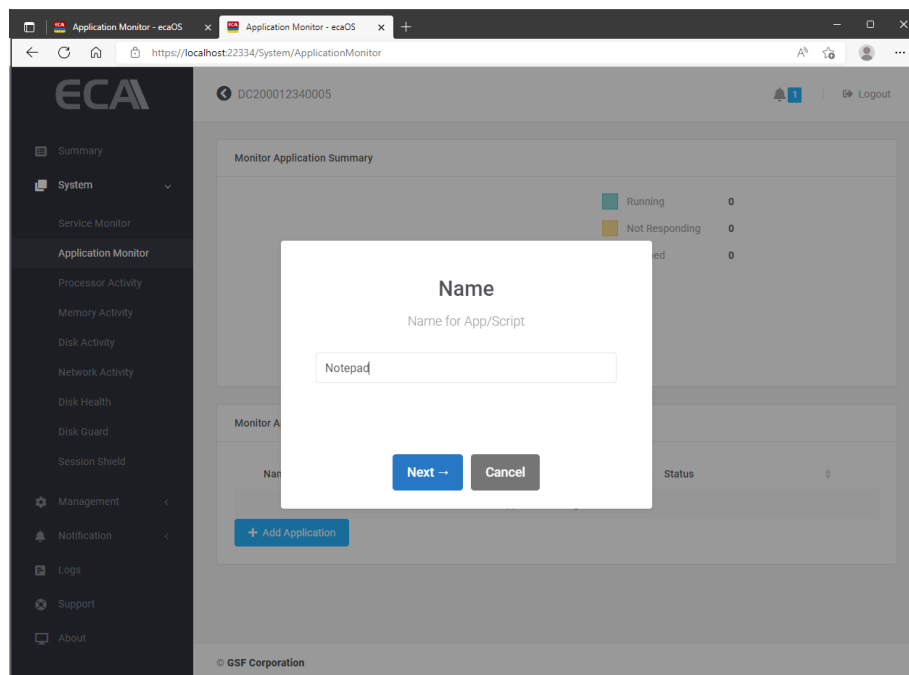 Application Monitor - ecaOS
Application Monitor - ecaOS
https://localhost:22334/System/ApplicationMonitor
ECA
DC200012340005
1
Logout
Summary
System
Service Monitor
Application Monitor
Processor Activity
Memory Activity
Disk Activity
Network Activity
Disk Health
Disk Guard
Session Shield
Management
Notification
Logs
Support
About
Monitor Application Summary
Running 0
Not Responding 0
0
Name
Name for App/Script
Notepad
Next →
Cancel
Status
+ Add Application
© GSF Corporation